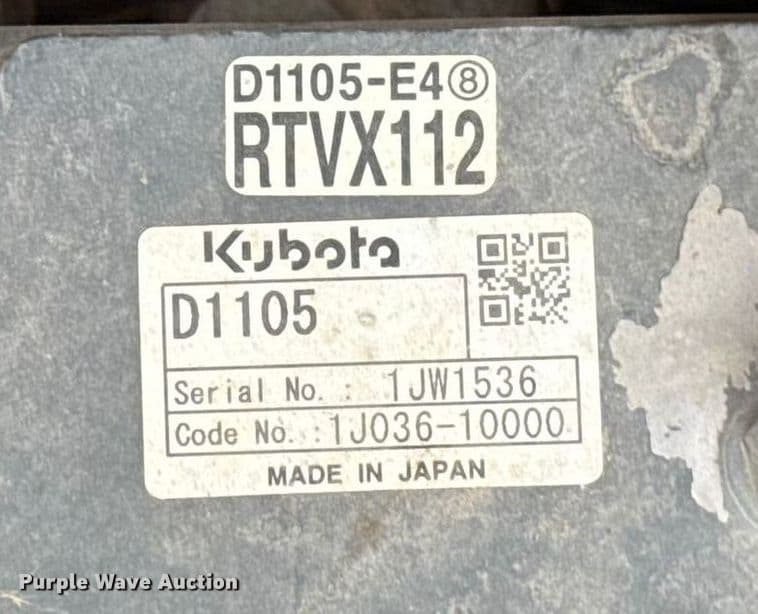 D1105-E4⑧
RTVX112
Kubota
D1105
Serial No. : 1JW1536
Code No. : 1J036-10000
MADE IN JAPAN
Purple Wave Auction